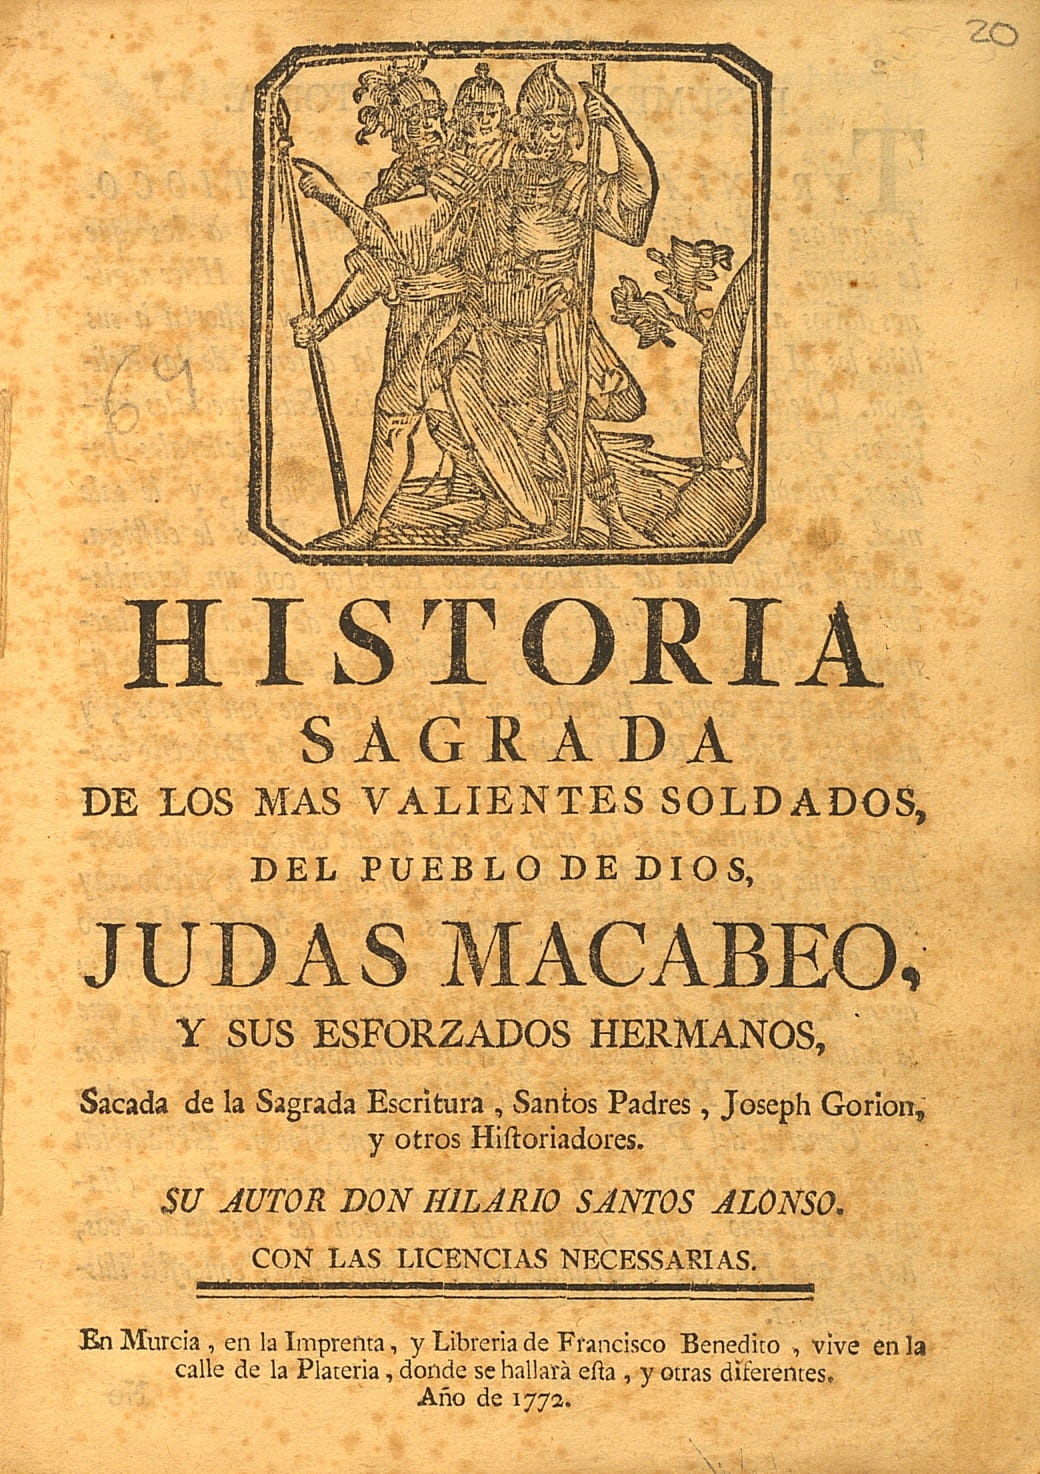 20
69
HISTORIA
SAGRADA
DE LOS MAS VALIENTES SOLDADOS,
DEL PUEBLO DE DIOS,
JUDAS MACABEO,
Y SUS ESFORZADOS HERMANOS,
Sacada de la Sagrada Escritura , Santos Padres , Joseph Gorion,
y otros Hiſtoriadores.
SU AUTOR DON HILARIO SANTOS ALONSO.
CON LAS LICENCIAS NECESSARIAS.
En Murcia , en la Imprenta , y Libreria de Francisco Benedito , vive en la
calle de la Plateria , donde se hallarà eſta , y otras diferentes.
Año de 1772.